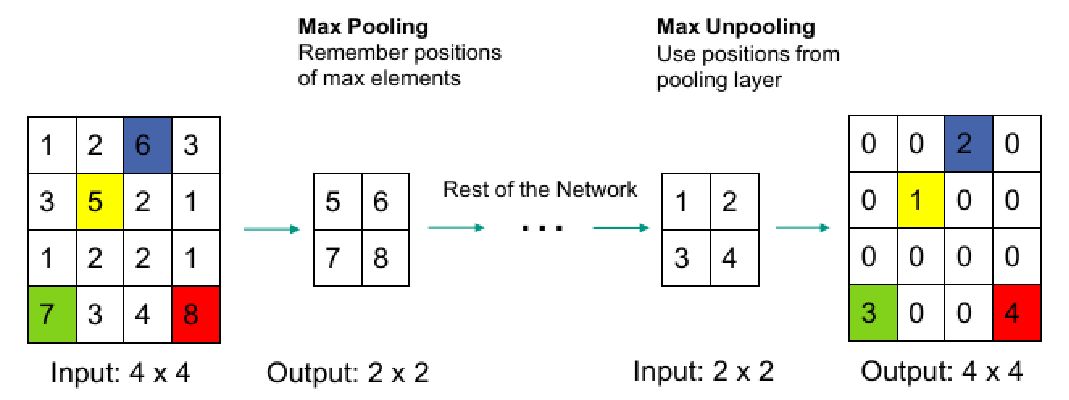 Max Pooling
Remember positions
of max elements
Max Unpooling
Use positions from
pooling layer
1 2 6 3
3 5 2 1
1 2 2 1
7 3 4 8
Input: 4 x 4
5 6
7 8
Output: 2 x 2
Rest of the Network
...
1 2
3 4
Input: 2 x 2
0 0 2 0
0 1 0 0
0 0 0 0
3 0 0 4
Output: 4 x 4